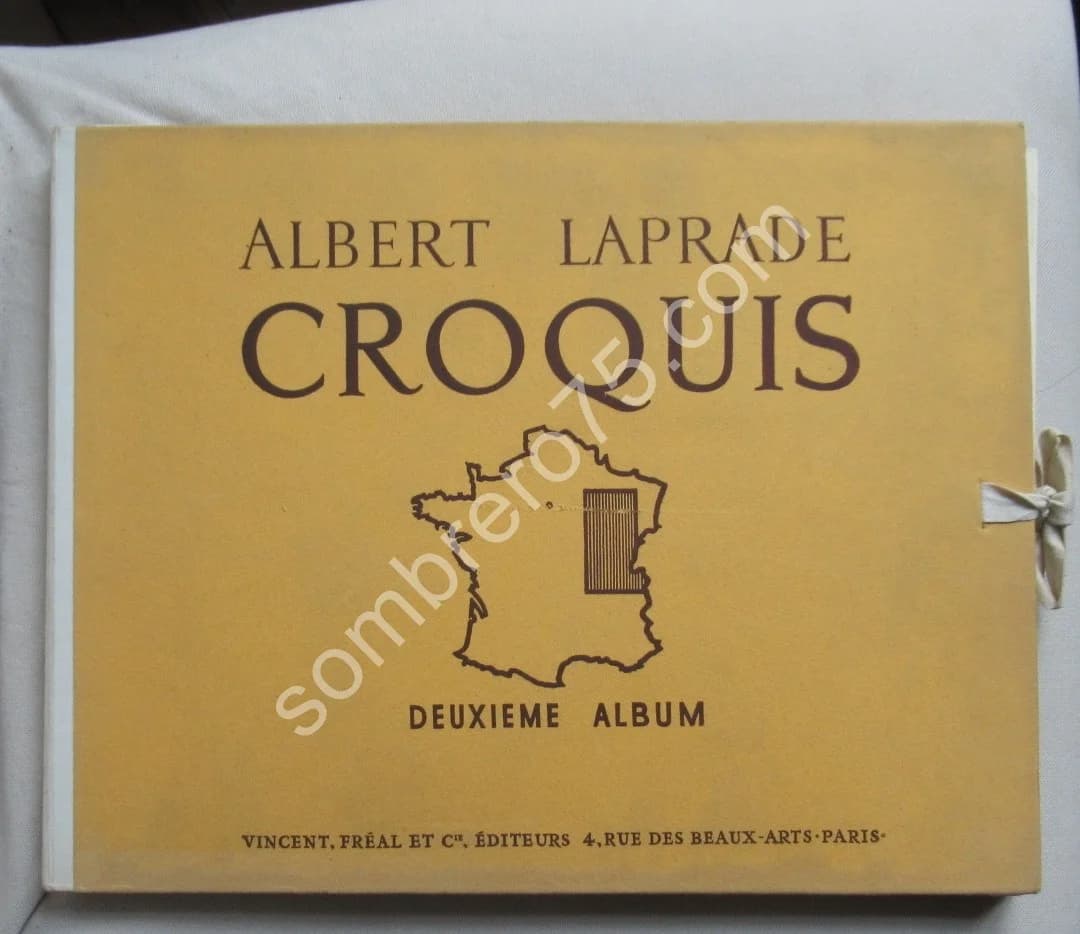 ALBERT LAPRADE
CROQUIS
DEUXIEME ALBUM
VINCENT, FRÉAL ET Cie, ÉDITEURS 4, RUE DES BEAUX-ARTS·PARIS-
sombrero75.com